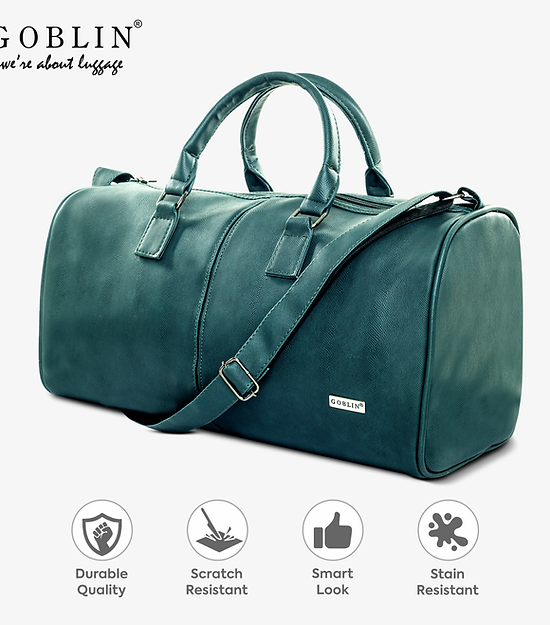 GOBLIN®
we're about luggage
GOBLIN®
Durable
Quality
Scratch
Resistant
Smart
Look
Stain
Resistant